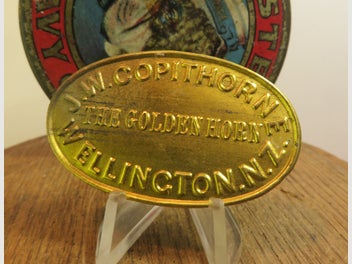 J.W. COPITHORNE
THE GOLDEN HORN
WELLINGTON. N.Z.